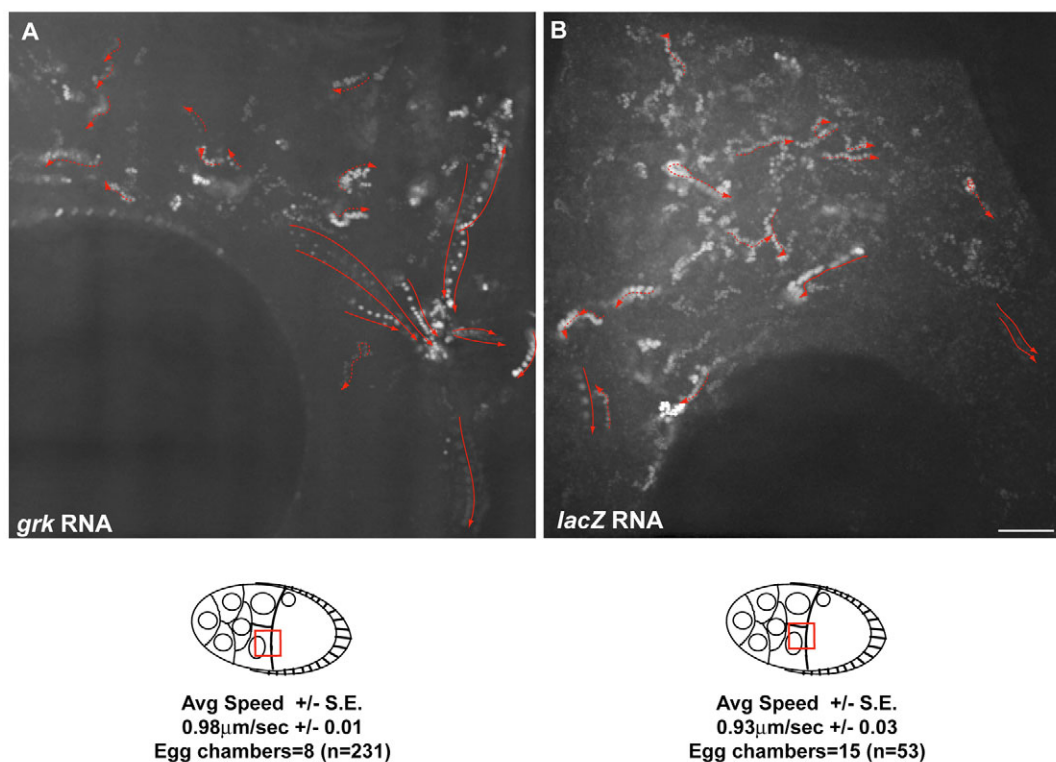 A
B
grk RNA
lacZ RNA
Avg Speed +/- S.E.
0.98μm/sec +/- 0.01
Egg chambers=8 (n=231)
Avg Speed +/- S.E.
0.93μm/sec +/- 0.03
Egg chambers=15 (n=53)